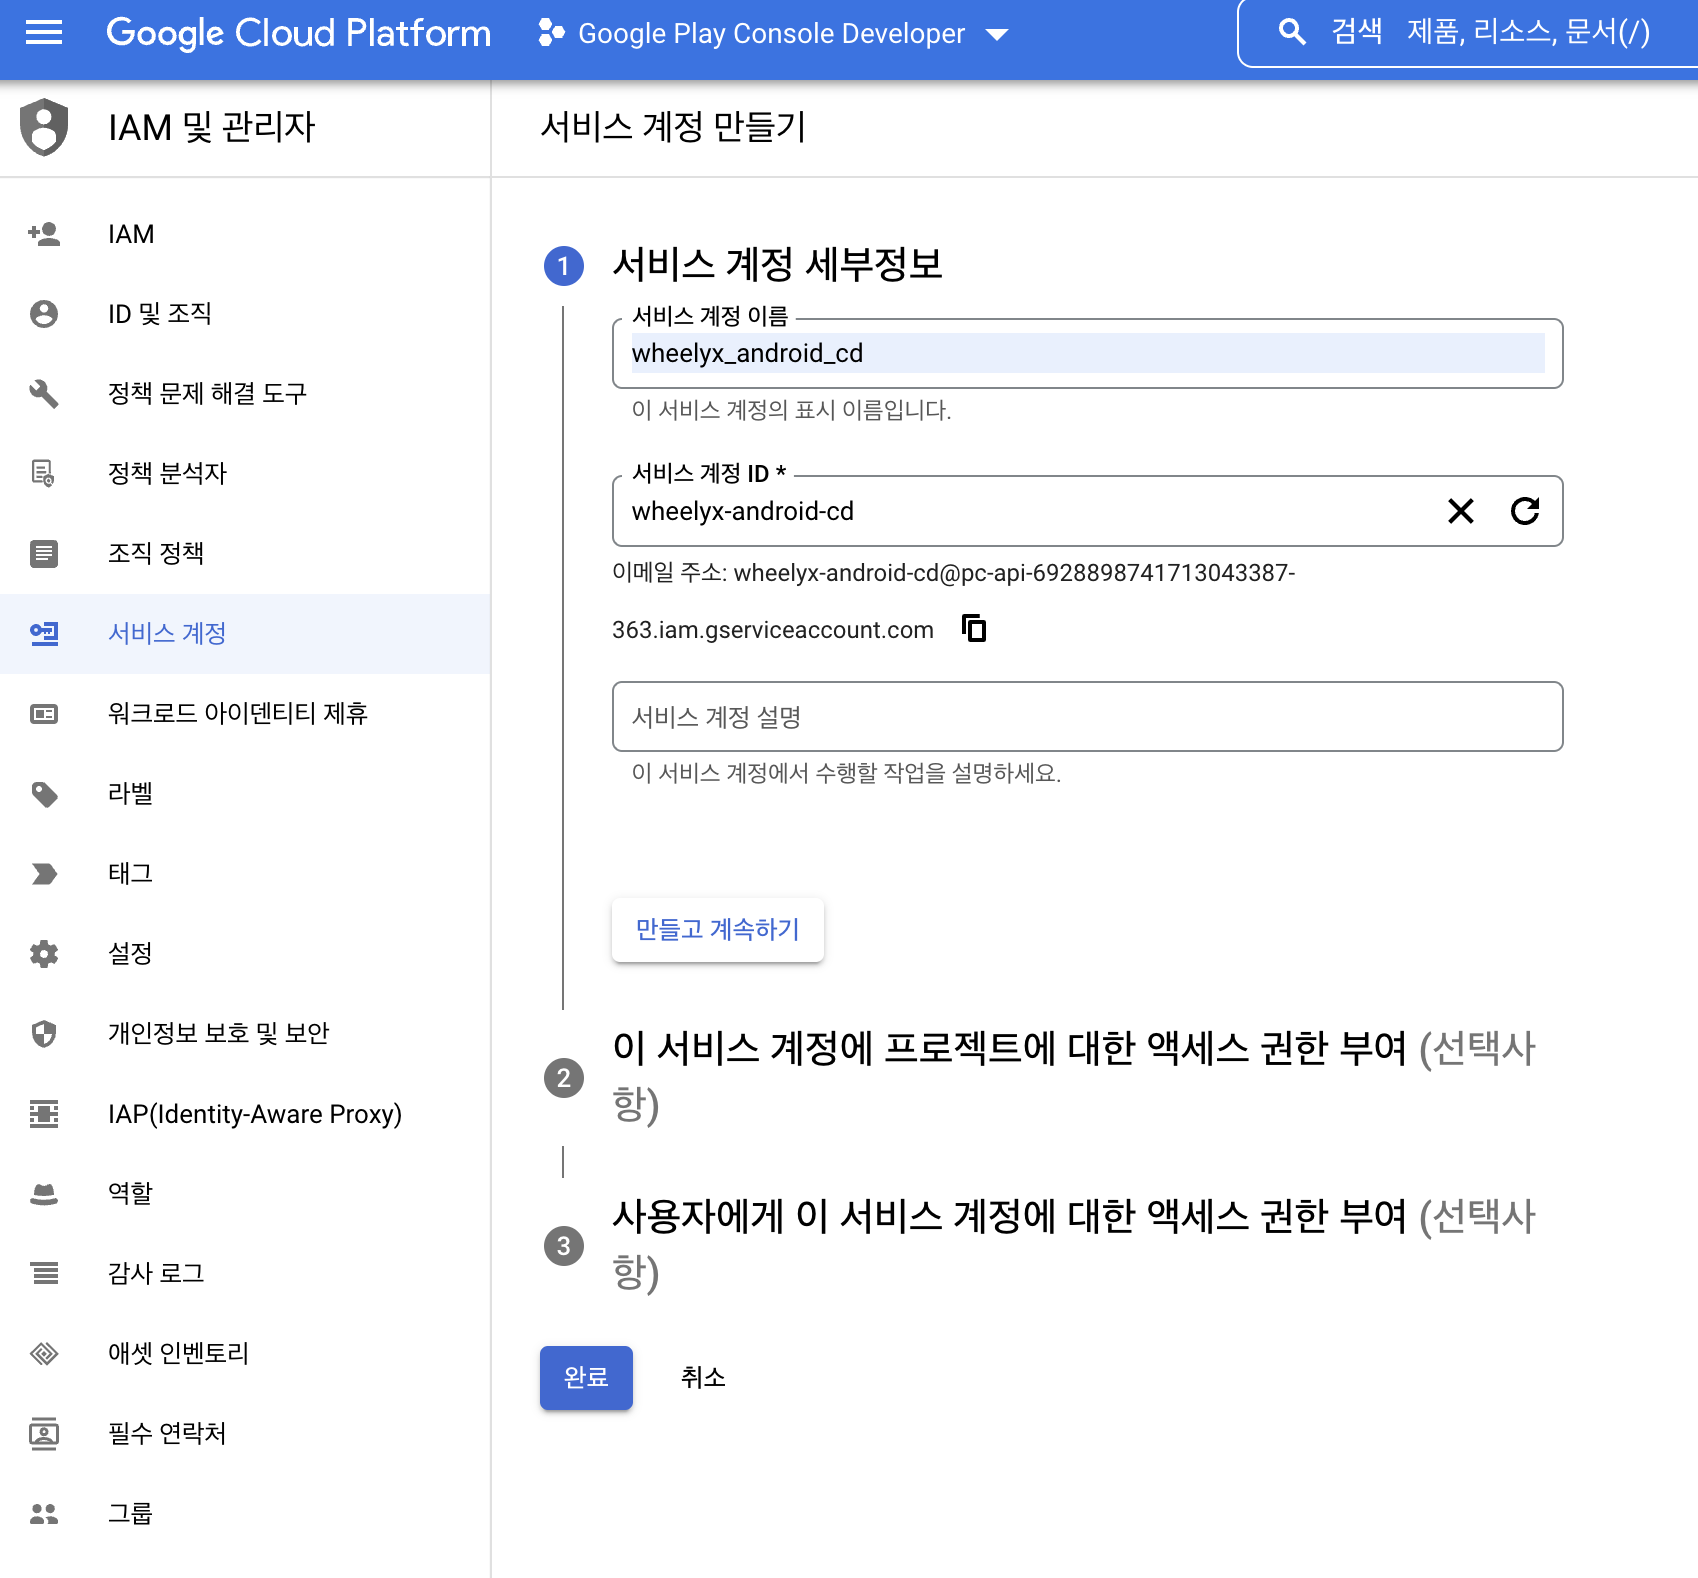 Google Cloud Platform
Google Play Console Developer
검색 제품, 리소스, 문서(/)
IAM 및 관리자
IAM
ID 및 조직
정책 문제 해결 도구
정책 분석자
조직 정책
서비스 계정
워크로드 아이덴티티 제휴
라벨
태그
설정
개인정보 보호 및 보안
IAP(Identity-Aware Proxy)
역할
감사 로그
애셋 인벤토리
필수 연락처
그룹
서비스 계정 만들기
1 서비스 계정 세부정보
서비스 계정 이름
wheelyx_android_cd
이 서비스 계정의 표시 이름입니다.
서비스 계정 ID *
wheelyx-android-cd
이메일 주소: wheelyx-android-cd@pc-api-6928898741713043387-
363.iam.gserviceaccount.com
서비스 계정 설명
이 서비스 계정에서 수행할 작업을 설명하세요.
만들고 계속하기
2 이 서비스 계정에 프로젝트에 대한 액세스 권한 부여 (선택사
항)
3 사용자에게 이 서비스 계정에 대한 액세스 권한 부여 (선택사
항)
완료 취소